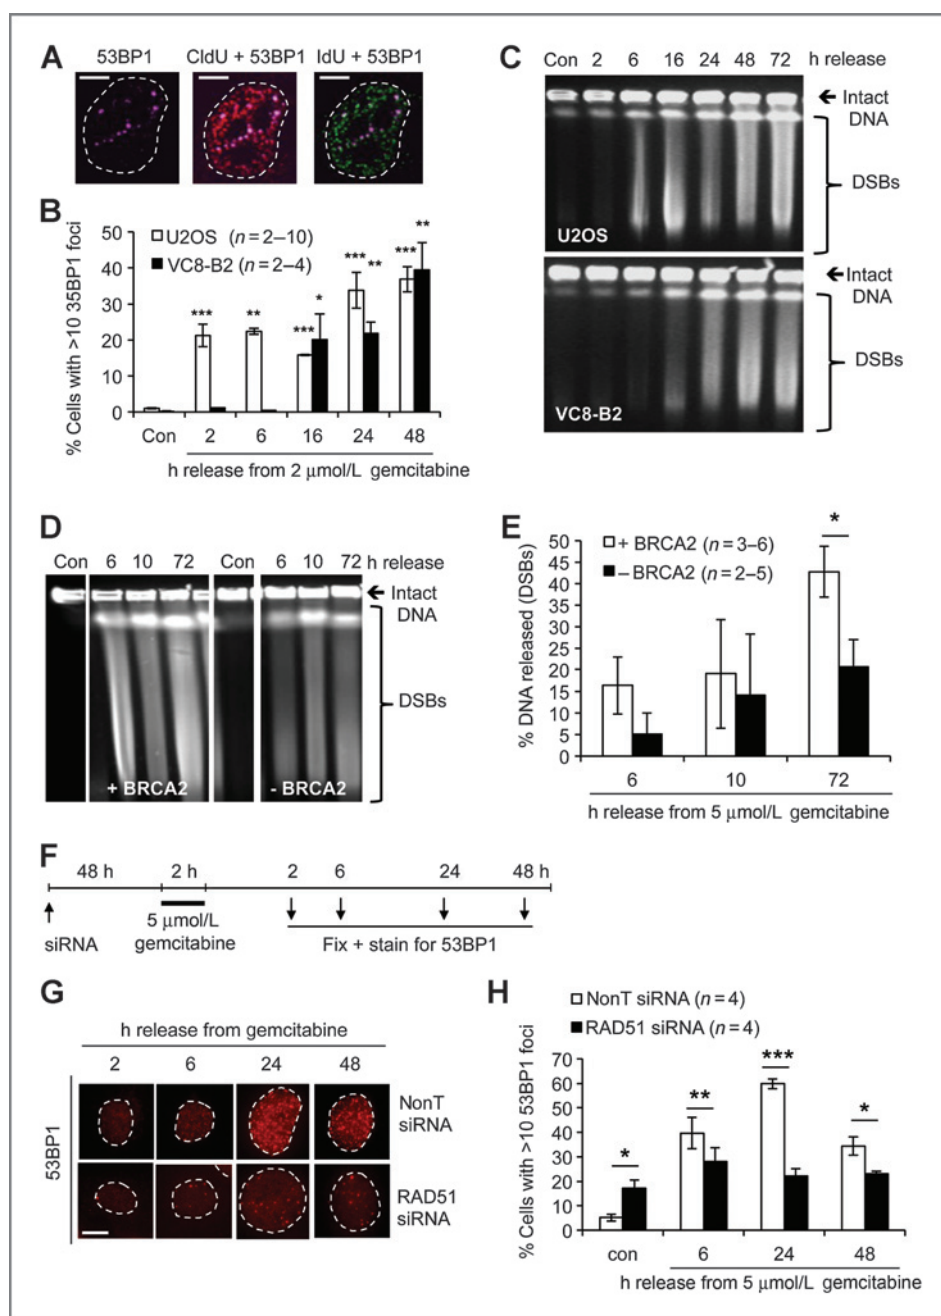 A
53BP1
CldU + 53BP1
IdU + 53BP1
B
% Cells with >10 35BP1 foci
50
40
30
20
10
0
U2OS (n = 2–10)
VC8-B2 (n = 2–4)
***
**
***
*
***
**
***
**
Con
2
6
16
24
48
h release from 2 μmol/L gemcitabine
C
Con 2 6 16 24 48 72 h release
Intact
DNA
DSBs
U2OS
Intact
DNA
DSBs
VC8-B2
D
Con 6 10 72 Con 6 10 72 h release
Intact
DNA
DSBs
+ BRCA2
- BRCA2
E
% DNA released (DSBs)
50
45
40
35
30
25
20
15
10
5
0
+ BRCA2 (n = 3–6)
– BRCA2 (n = 2–5)
*
6
10
72
h release from 5 μmol/L gemcitabine
F
48 h
2 h
2
6
24
48 h
siRNA
5 μmol/L
gemcitabine
Fix + stain for 53BP1
G
h release from gemcitabine
2
6
24
48
53BP1
NonT
siRNA
RAD51
siRNA
H
NonT siRNA (n = 4)
RAD51 siRNA (n = 4)
% Cells with >10 53BP1 foci
70
60
50
40
30
20
10
0
*
**
***
*
con
6
24
48
h release from 5 μmol/L gemcitabine